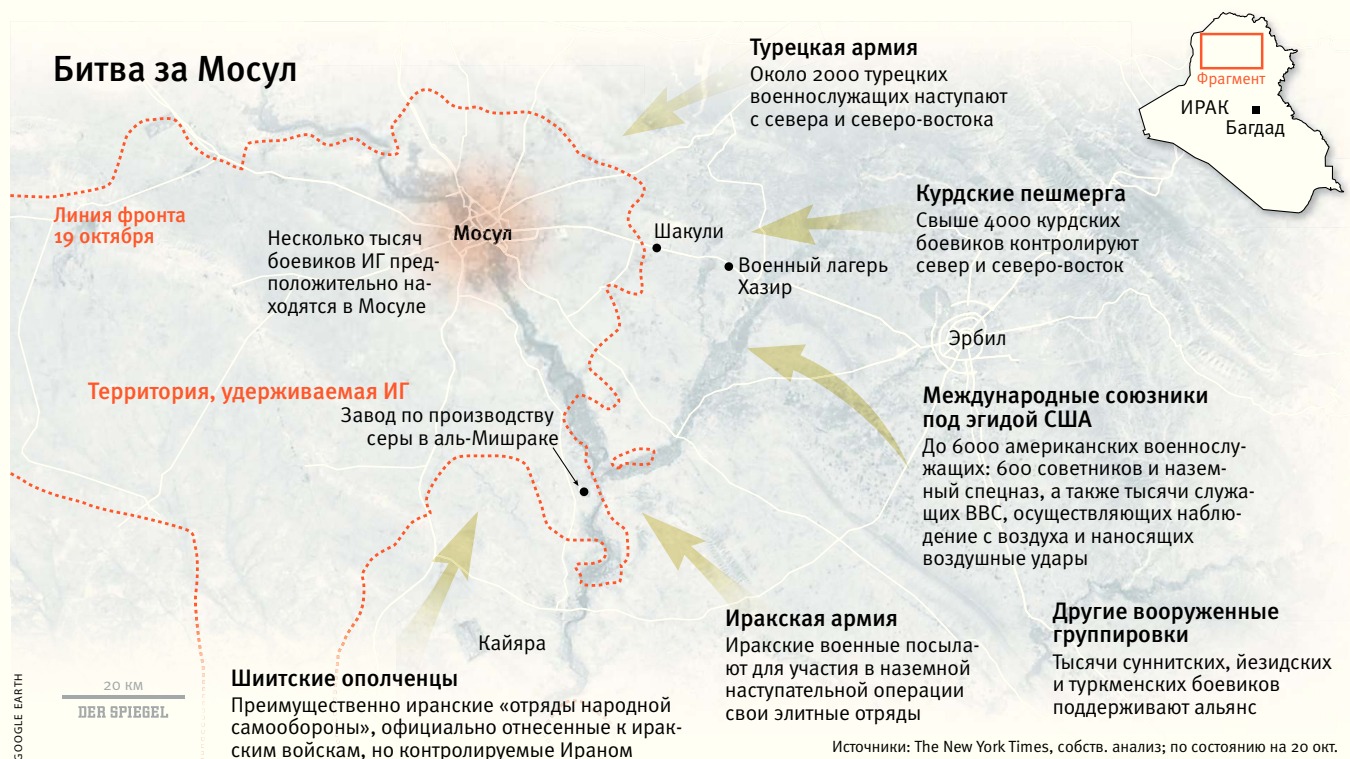 Битва за Мосул
Турецкая армия
Около 2000 турецких
военнослужащих наступают
с севера и северо-востока
Фрагмент
ИРАК
Багдад
Курдские пешмерга
Свыше 4000 курдских
боевиков контролируют
север и северо-восток
Линия фронта
19 октября
Несколько тысяч
боевиков ИГ пред-
положительно на-
ходятся в Мосуле
Мосул
Шакули
Военный лагерь
Хазир
Эрбил
Территория, удерживаемая ИГ
Завод по производству
серы в аль-Мишраке
Международные союзники
под эгидой США
До 6000 американских военнослу-
жащих: 600 советников и назем-
ный спецназ, а также тысячи служа-
щих ВВС, осуществляющих наблю-
дение с воздуха и наносящих
воздушные удары
Кайяра
Иракская армия
Иракские военные посыла-
ют для участия в наземной
наступательной операции
свои элитные отряды
Другие вооруженные
группировки
Тысячи суннитских, йезидских
и туркменских боевиков
поддерживают альянс
Шиитские ополченцы
Преимущественно иранские «отряды народной
самообороны», официально отнесенные к ирак-
ским войскам, но контролируемые Ираном
20 км
DER SPIEGEL
GOOGLE EARTH
Источники: The New York Times, собств. анализ; по состоянию на 20 окт.